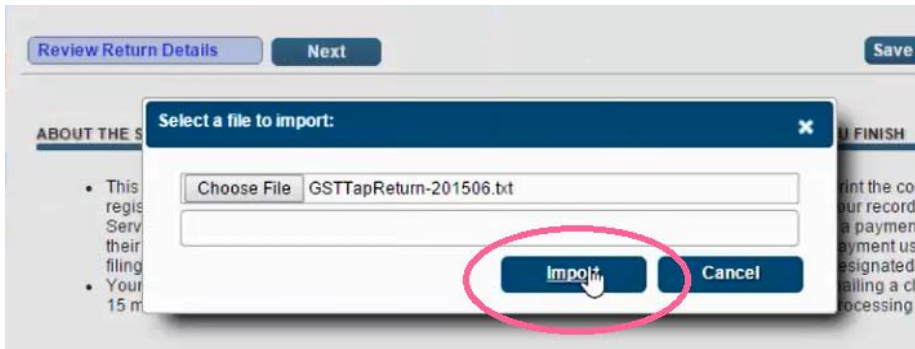 Review Return Details Next Save
Select a file to import: ×
ABOUT THE S U FINISH
Choose File GSTTapReturn-201506.txt
• This rint the co
regis our record
Serv a paymen
their ayment us
filing esignated
Import Cancel
• Your ailing a cl
15 m rocessing